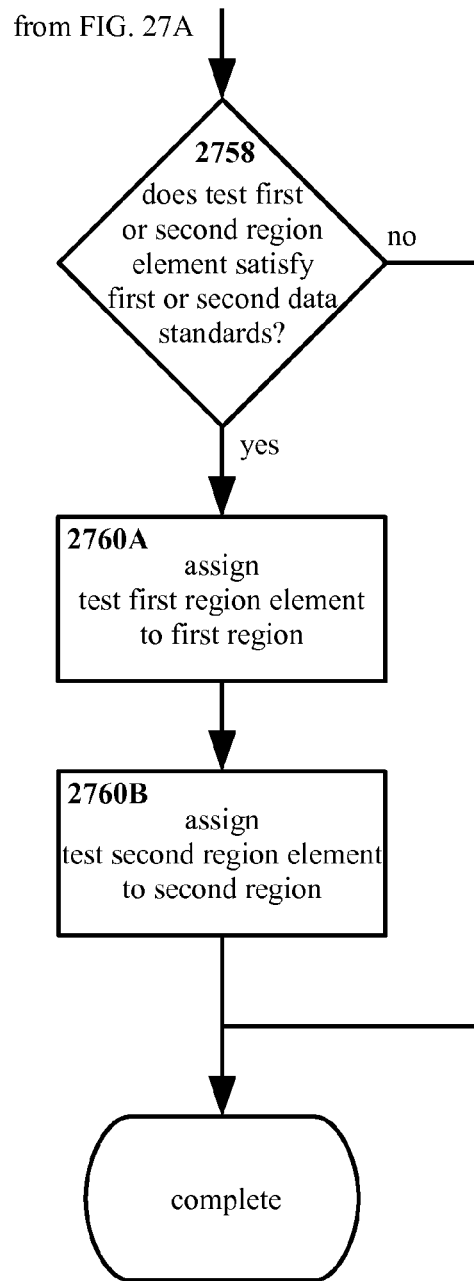 from FIG. 27A
2758
does test first
or second region
element satisfy
first or second data
standards?
no
yes
2760A
assign
test first region element
to first region
2760B
assign
test second region element
to second region
complete